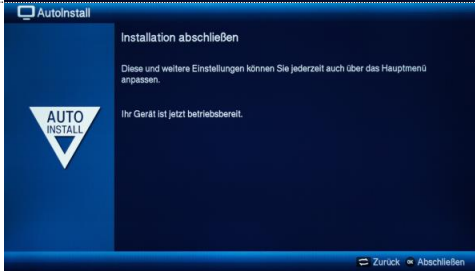 AutoInstall
Installation abschließen
Diese und weitere Einstellungen können Sie jederzeit auch über das Hauptmenü
anpassen.
AUTO
INSTALL
Ihr Gerät ist jetzt betriebsbereit.
Zurück OK Abschließen